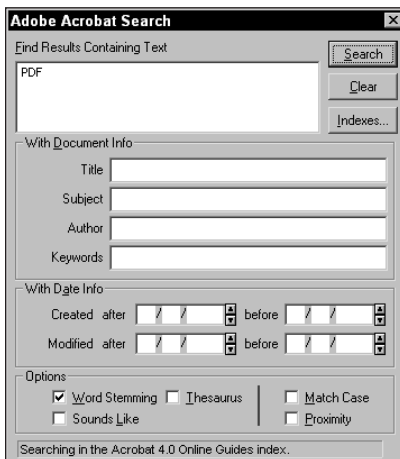 Adobe Acrobat Search
Find Results Containing Text
Search
PDF
Clear
Indexes...
With Document Info
Title
Subject
Author
Keywords
With Date Info
Created after / / before / /
Modified after / / before / /
Options
Word Stemming Thesaurus Match Case
Sounds Like Proximity
Searching in the Acrobat 4.0 Online Guides index.